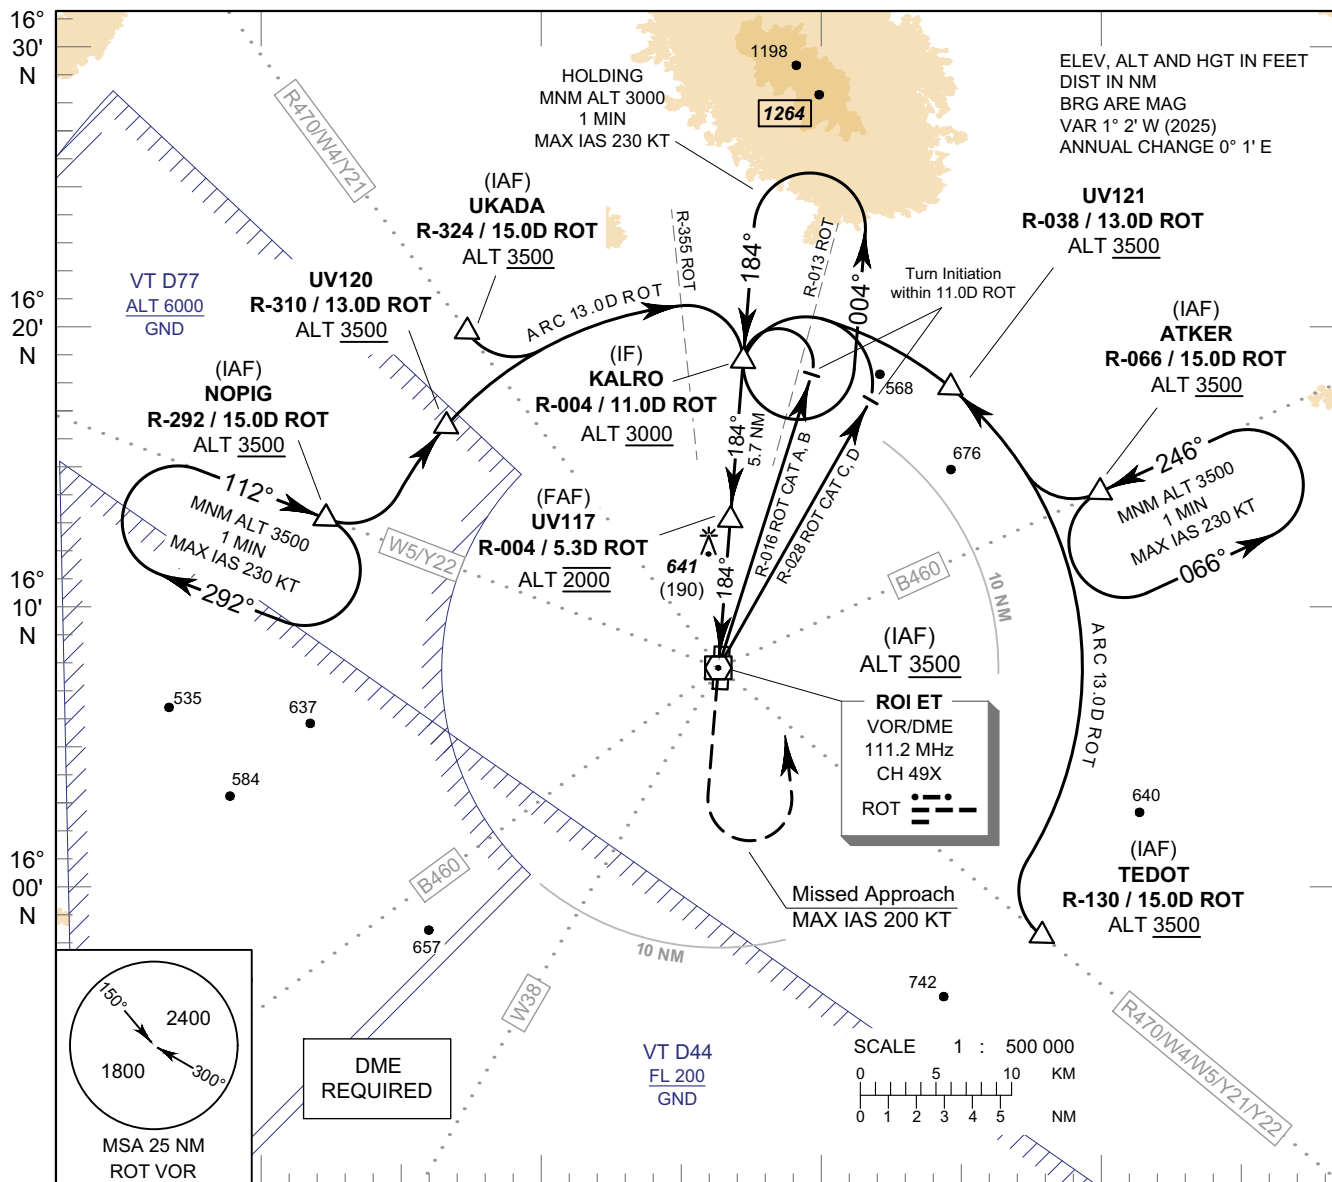 16°
30'
N
16°
20'
N
16°
10'
N
16°
00'
N
ELEV, ALT AND HGT IN FEET
DIST IN NM
BRG ARE MAG
VAR 1° 2' W (2025)
ANNUAL CHANGE 0° 1' E
1198
1264
HOLDING
MNM ALT 3000
1 MIN
MAX IAS 230 KT
R470/W4/Y21
(IAF)
UKADA
R-324 / 15.0D ROT
ALT 3500
UV121
R-038 / 13.0D ROT
ALT 3500
R-355 ROT
184°
R-013 ROT
004°
Turn Initiation
within 11.0D ROT
VT D77
ALT 6000
GND
UV120
R-310 / 13.0D ROT
ALT 3500
ARC 13.0D ROT
(IAF)
ATKER
R-066 / 15.0D ROT
ALT 3500
(IAF)
NOPIG
R-292 / 15.0D ROT
ALT 3500
(IF)
KALRO
R-004 / 11.0D ROT
ALT 3000
568
676
184°
5.7 NM
R-016 ROT CAT A, B
R-028 ROT CAT C, D
112°
MNM ALT 3500
1 MIN
MAX IAS 230 KT
292°
246°
MNM ALT 3500
1 MIN
MAX IAS 230 KT
066°
W5/Y22
(FAF)
UV117
R-004 / 5.3D ROT
ALT 2000
641
(190)
184°
B460
10 NM
(IAF)
ALT 3500
ROI ET
VOR/DME
111.2 MHz
CH 49X
ROT
ARC 13.0D ROT
535
637
584
640
(IAF)
TEDOT
R-130 / 15.0D ROT
ALT 3500
B460
657
10 NM
Missed Approach
MAX IAS 200 KT
742
W38
R470/W4/W5/Y21/Y22
150°
2400
1800
300°
MSA 25 NM
ROT VOR
DME
REQUIRED
VT D44
FL 200
GND
SCALE 1 : 500 000
0 5 10 KM
0 1 2 3 4 5 NM